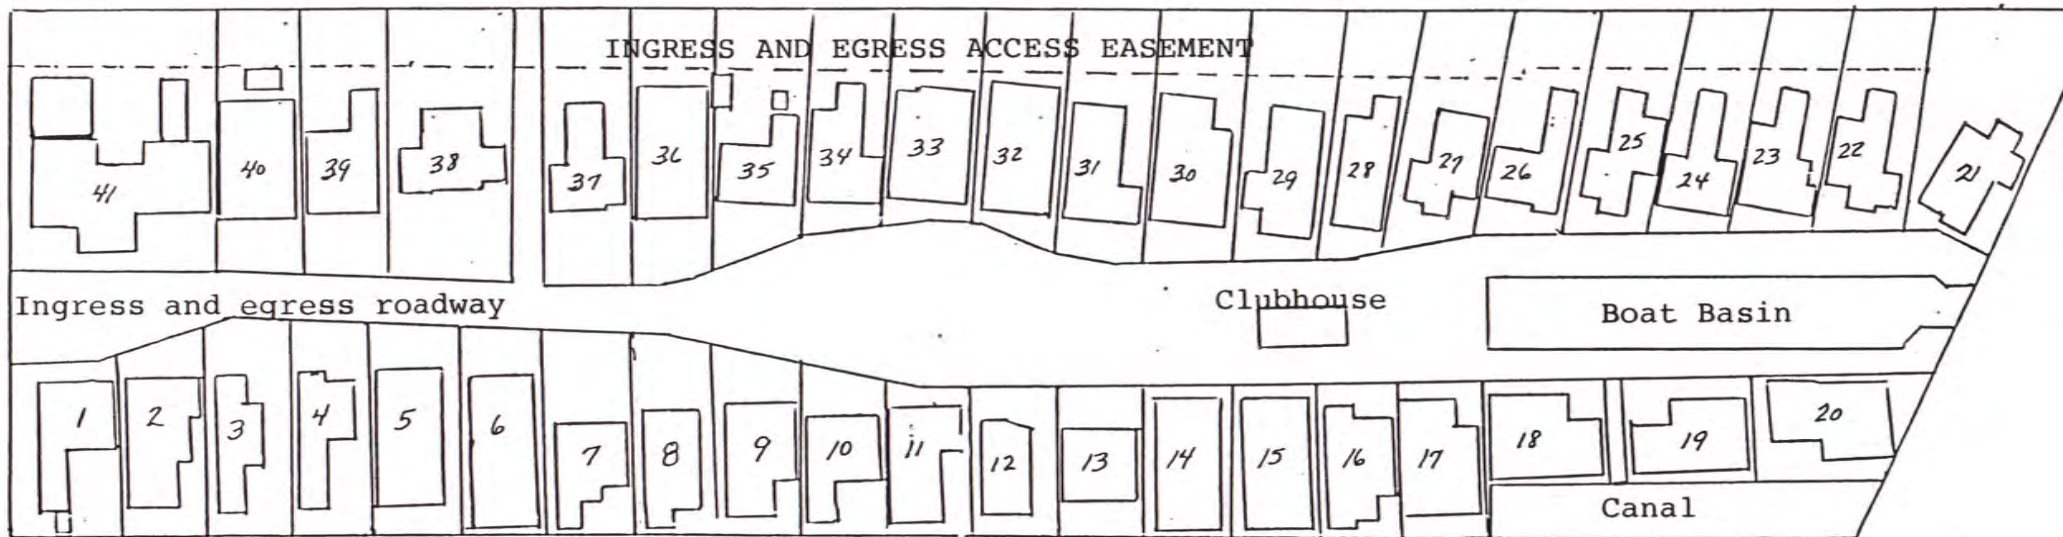 INGRESS AND EGRESS ACCESS EASEMENT
41 40 39 38 37 36 35 34 33 32 31 30 29 28 27 26 25 24 23 22 21
Ingress and egress roadway
Clubhouse
Boat Basin
1 2 3 4 5 6 7 8 9 10 11 12 13 14 15 16 17 18 19 20
Canal